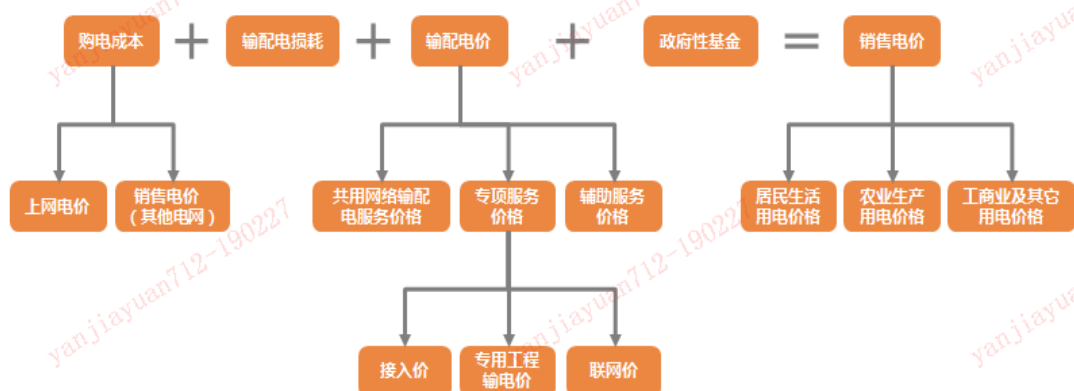 购电成本
+
输配电损耗
+
输配电价
+
政府性基金
=
销售电价
上网电价
销售电价
（其他电网）
共用网络输配
电服务价格
专项服务
价格
辅助服务
价格
居民生活
用电价格
农业生产
用电价格
工商业及其它
用电价格
接入价
专用工程
输电价
联网价
yanjiayuan712-190227
yanjiayuan712-190227